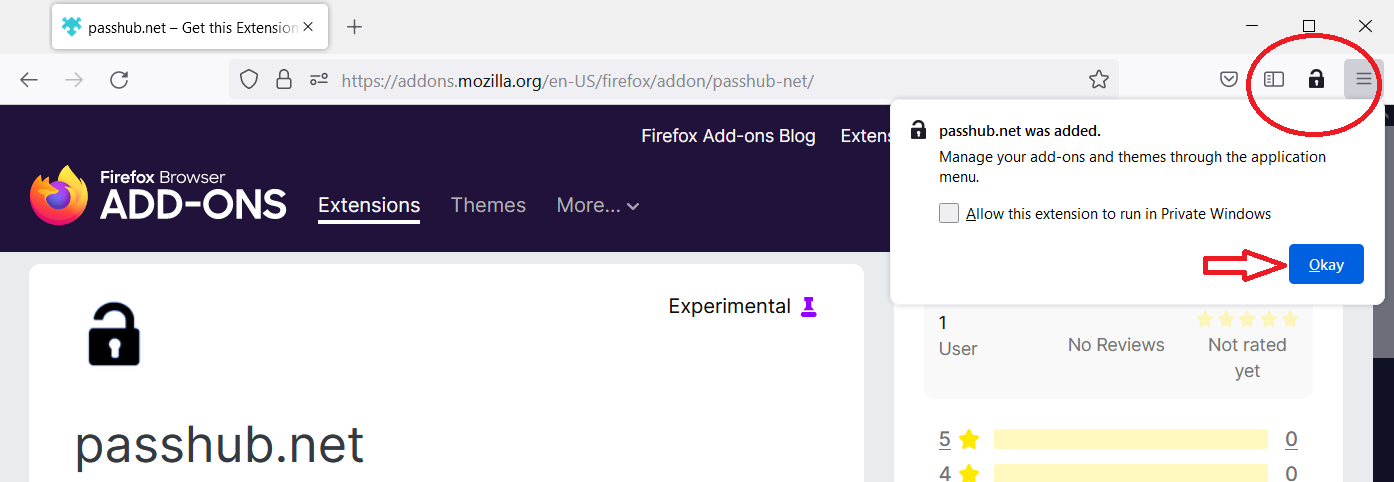 passhub.net – Get this Extension
https://addons.mozilla.org/en-US/firefox/addon/passhub-net/
Firefox Add-ons Blog
Exten
Firefox Browser
ADD-ONS
Extensions
Themes
More...
passhub.net was added.
Manage your add-ons and themes through the application
menu.
Allow this extension to run in Private Windows
Okay
Experimental
passhub.net
1
User
No Reviews
Not rated
yet
5
0
4
0